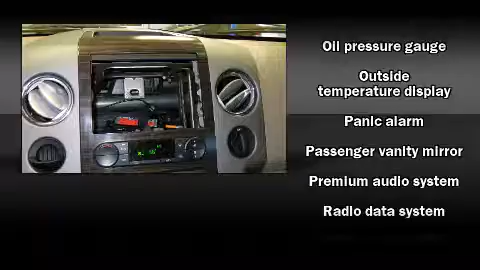 Oil pressure gauge
Outside
temperature display
Panic alarm
Passenger vanity mirror
Premium audio system
Radio data system